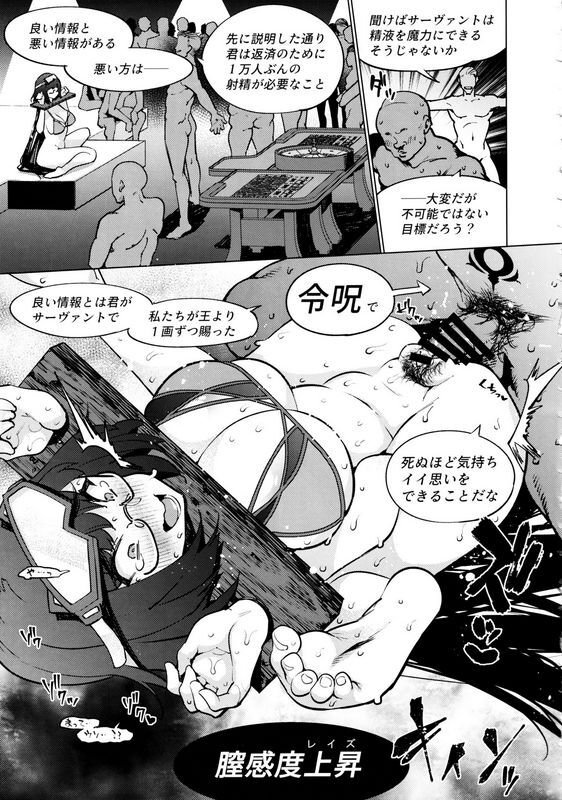 良い情報と
悪い情報がある
悪い方は――
先に説明した通り
君は返済のために
1万人ぶんの
射精が必要なこと
聞けばサーヴァントは
精液を魔力にできる
そうじゃないか
――大変だが
不可能ではない
目標だろう?
良い情報とは君が
サーヴァントで
私たちが王より
1画ずつ賜った
令呪で
死ぬほど気持ち
イイ思いを
できることだな
レイズ
膣感度上昇